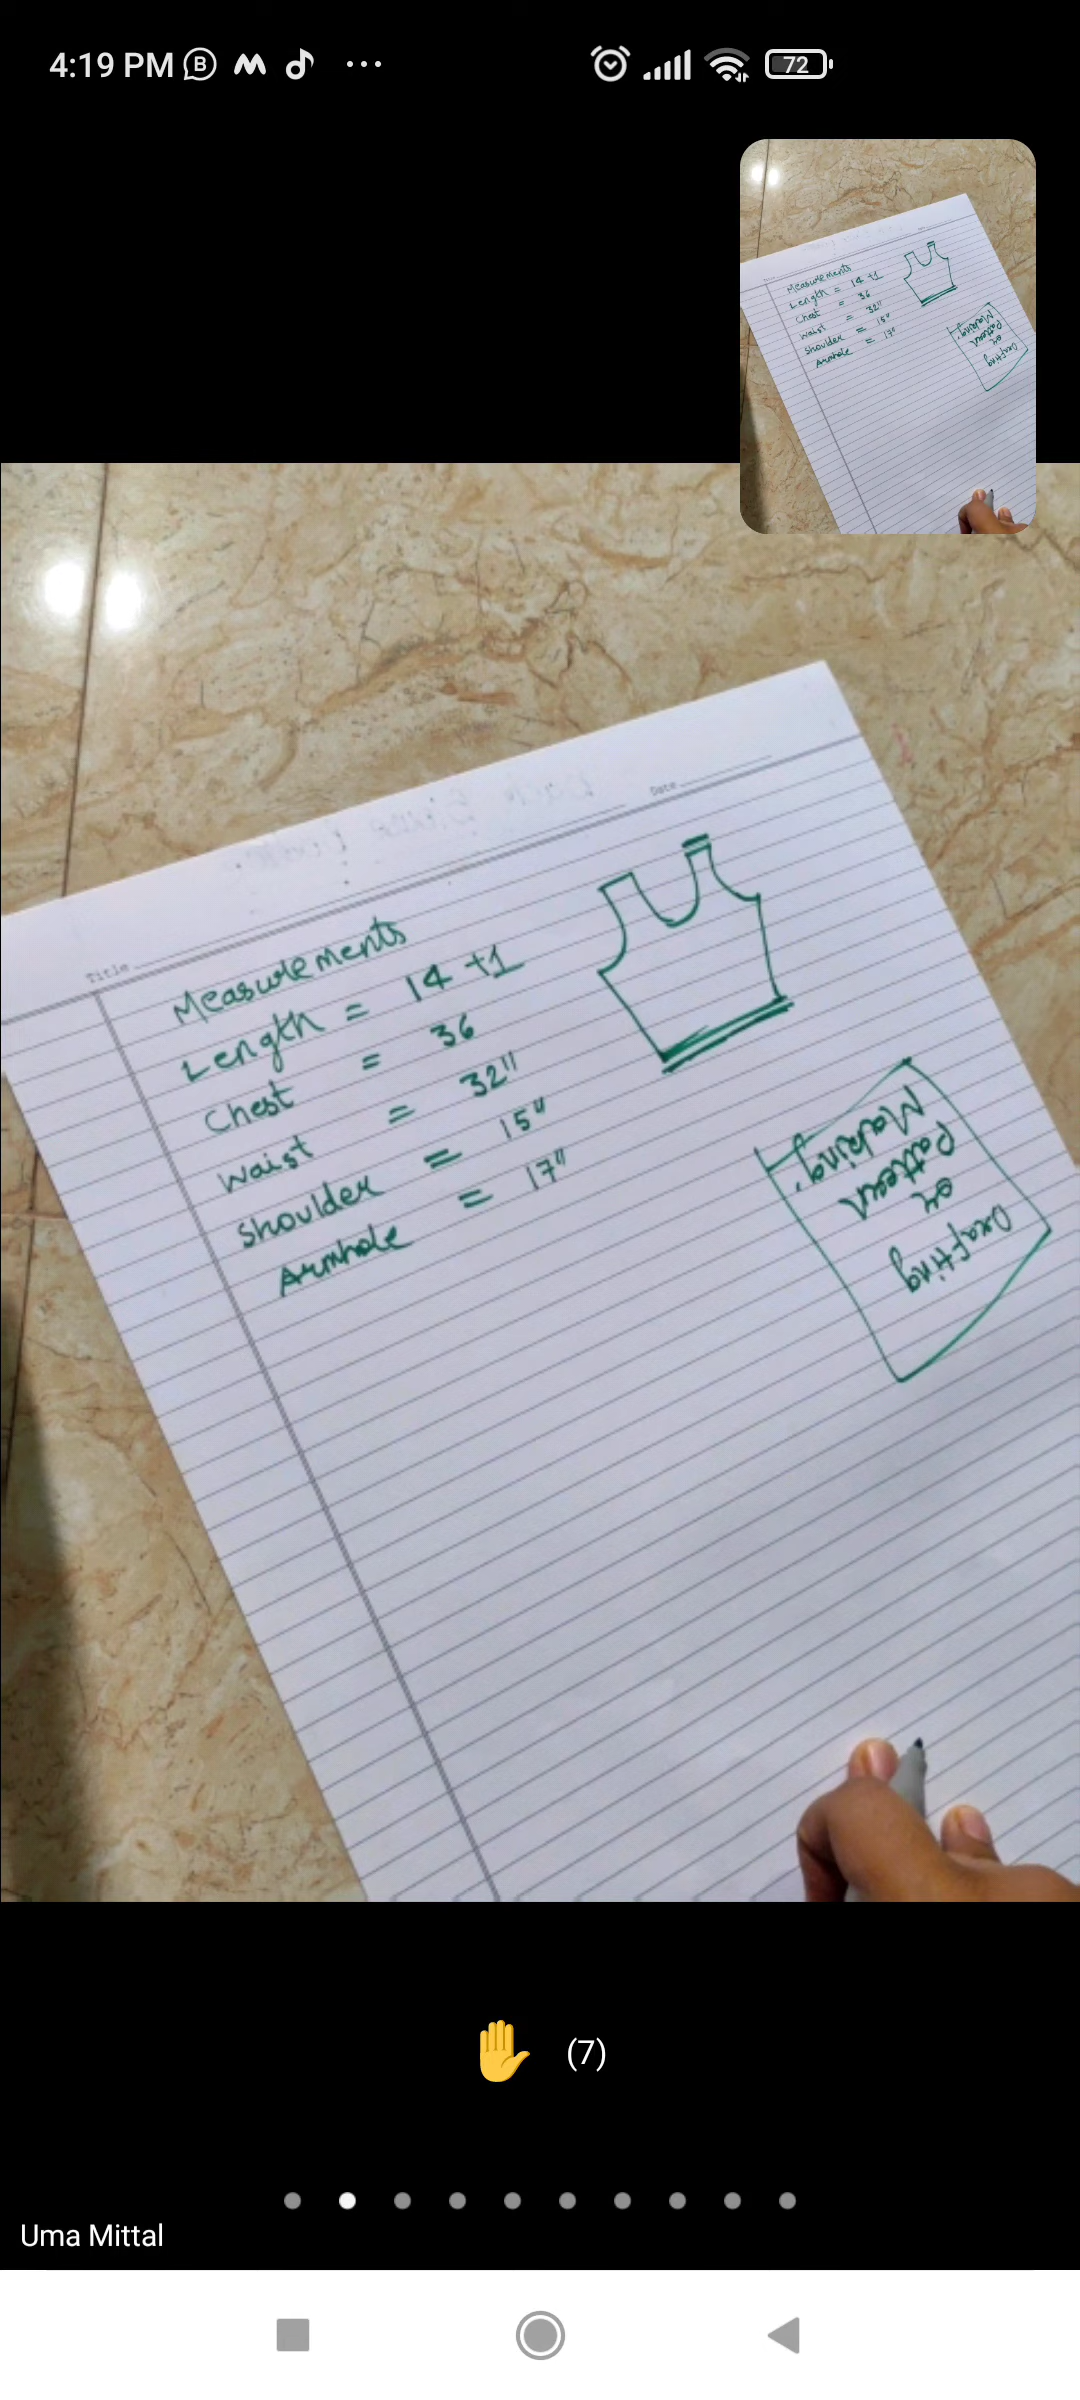 4:19 PM
72
Title
Date
Measurements
Length = 14 +1
Chest = 36
Waist = 32"
Shoulder = 15"
Armhole = 17"
Drafting
or
Pattern
Making.
(7)
Uma Mittal